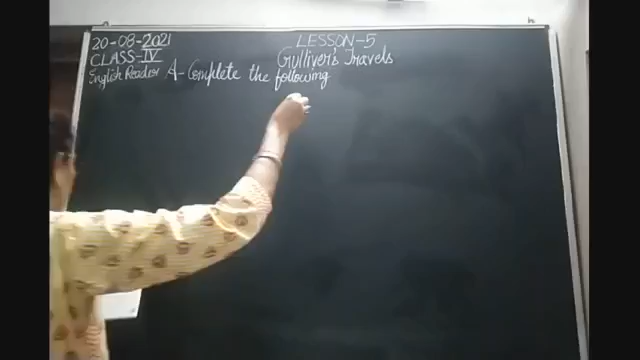 20-08-2021
LESSON-5
CLASS-IV
Gulliver's Travels
English Reader
A-Complete the following